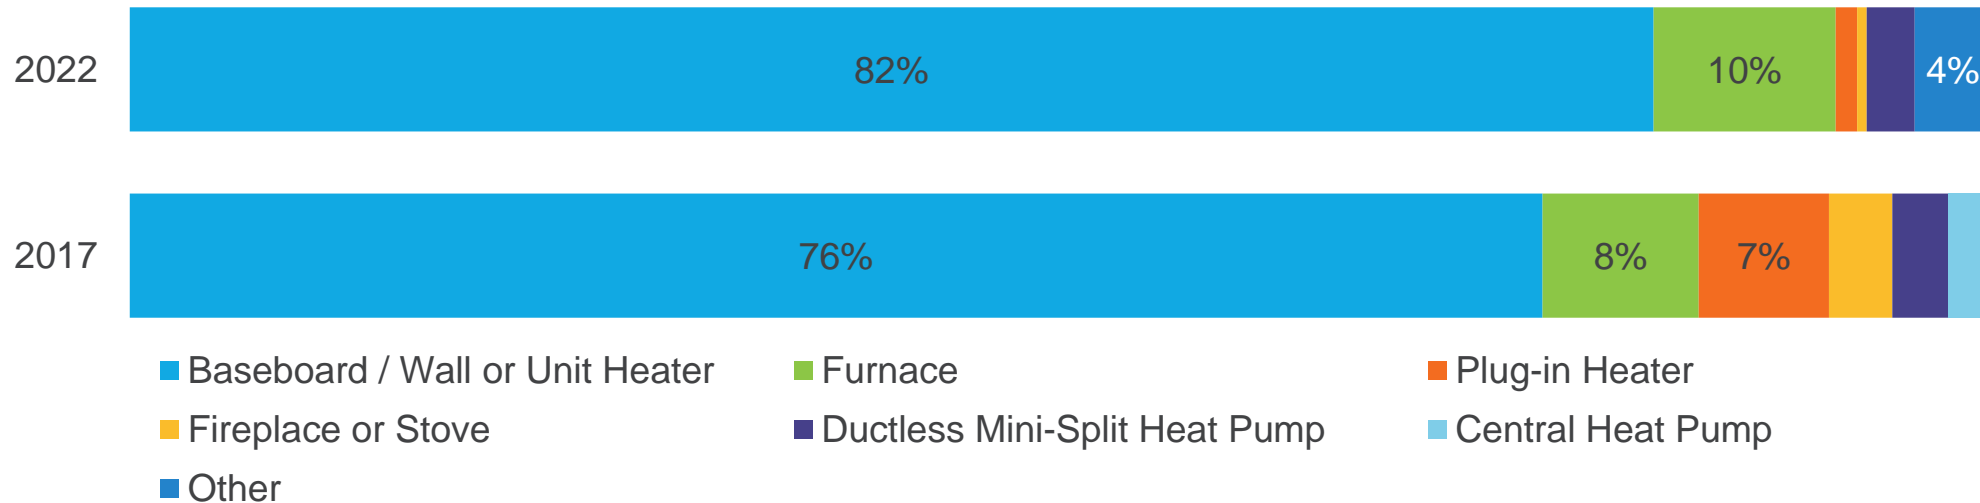 2022 82% 10% 4%
2017 76% 8% 7%
Baseboard / Wall or Unit Heater Furnace Plug-in Heater
Fireplace or Stove Ductless Mini-Split Heat Pump Central Heat Pump
Other